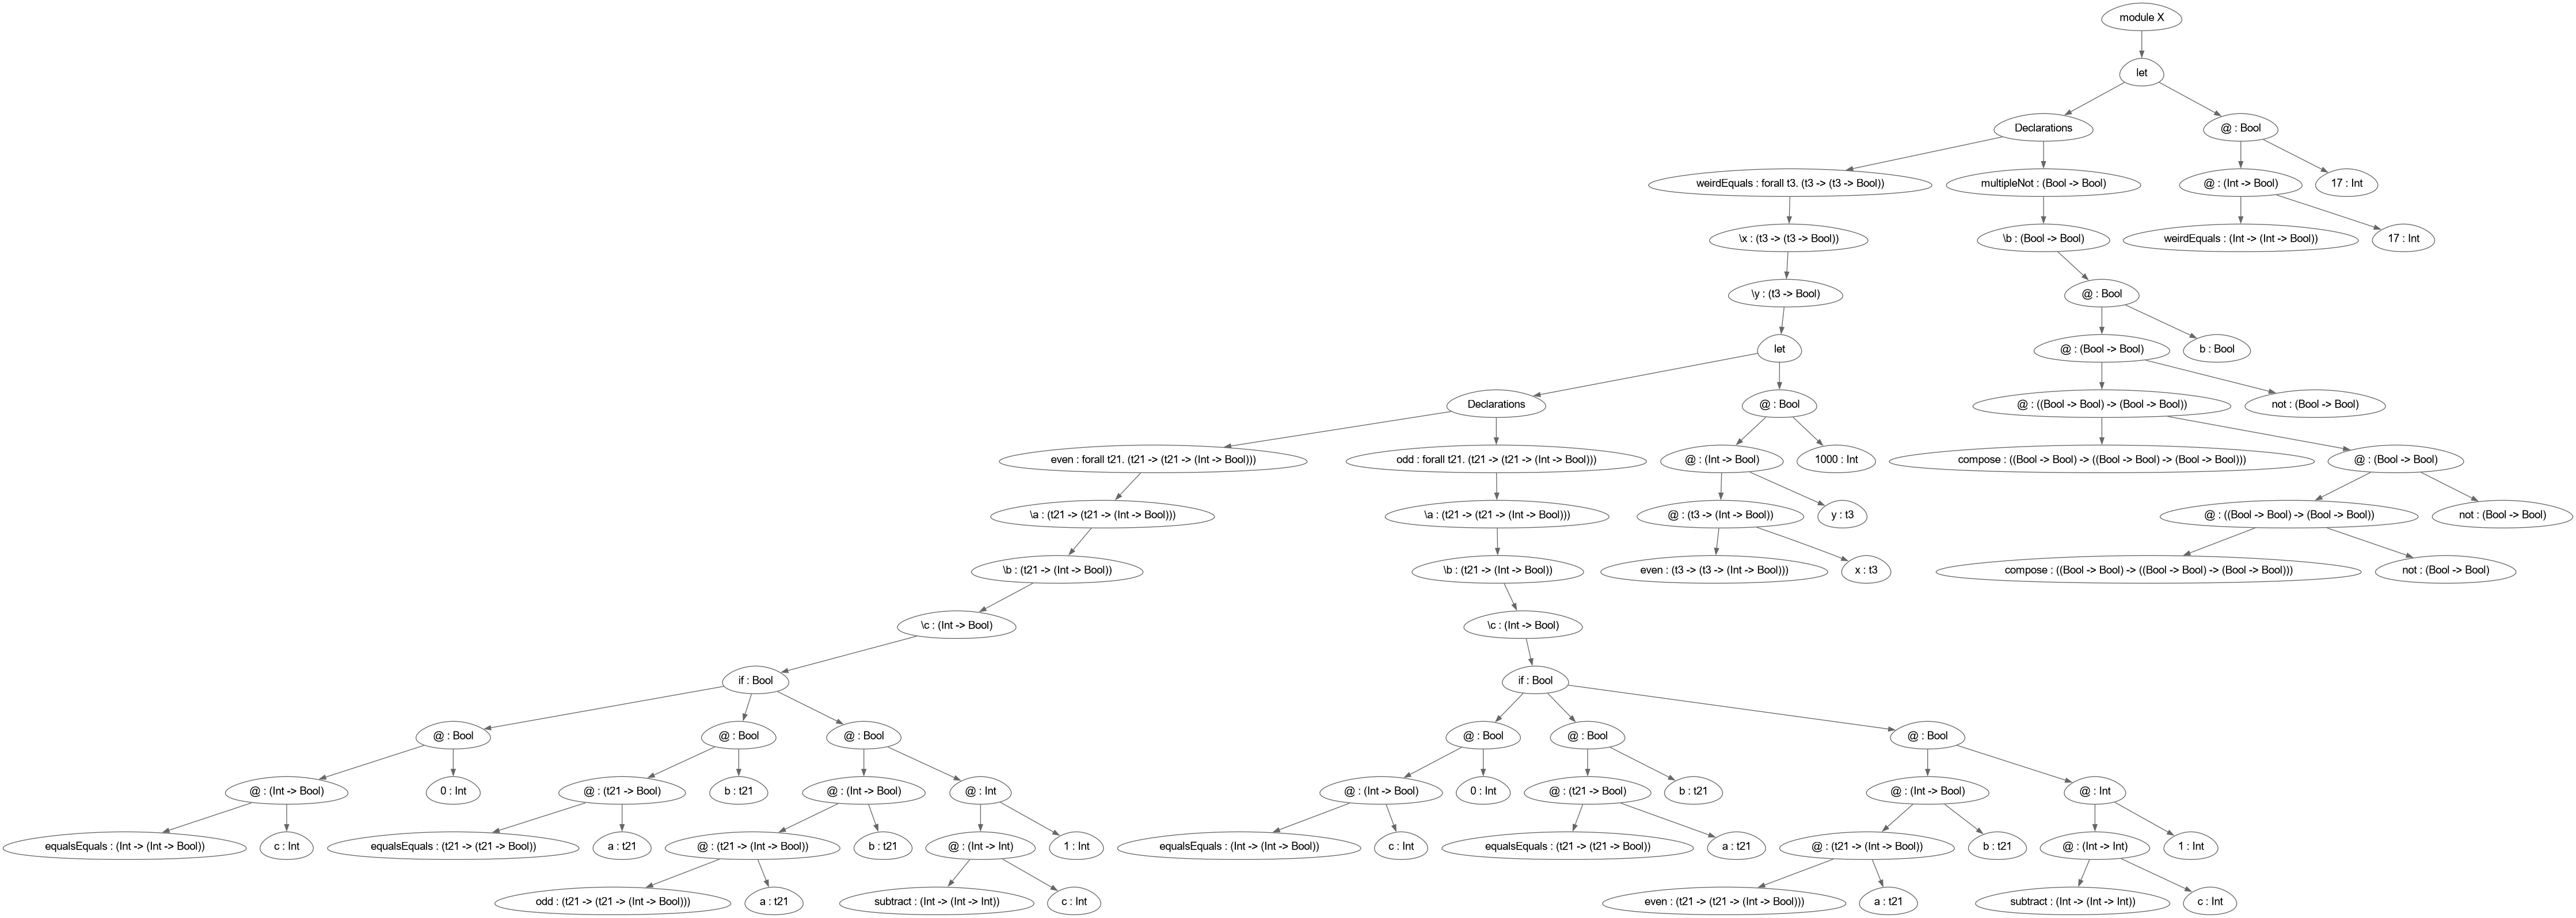 module X
let
Declarations
@ : Bool
weirdEquals : forall t3. (t3 -> (t3 -> Bool))
multipleNot : (Bool -> Bool)
@ : (Int -> Bool)
17 : Int
\x : (t3 -> (t3 -> Bool))
\b : (Bool -> Bool)
weirdEquals : (Int -> (Int -> Bool))
17 : Int
\y : (t3 -> Bool)
@ : Bool
let
@ : (Bool -> Bool)
b : Bool
Declarations
@ : Bool
@ : ((Bool -> Bool) -> (Bool -> Bool))
not : (Bool -> Bool)
even : forall t21. (t21 -> (t21 -> (Int -> Bool)))
odd : forall t21. (t21 -> (t21 -> (Int -> Bool)))
@ : (Int -> Bool)
1000 : Int
compose : ((Bool -> Bool) -> ((Bool -> Bool) -> (Bool -> Bool)))
@ : (Bool -> Bool)
\a : (t21 -> (t21 -> (Int -> Bool)))
\a : (t21 -> (t21 -> (Int -> Bool)))
@ : (t3 -> (Int -> Bool))
y : t3
@ : ((Bool -> Bool) -> (Bool -> Bool))
not : (Bool -> Bool)
\b : (t21 -> (Int -> Bool))
\b : (t21 -> (Int -> Bool))
even : (t3 -> (t3 -> (Int -> Bool)))
x : t3
compose : ((Bool -> Bool) -> ((Bool -> Bool) -> (Bool -> Bool)))
not : (Bool -> Bool)
\c : (Int -> Bool)
\c : (Int -> Bool)
if : Bool
if : Bool
@ : Bool
@ : Bool
@ : Bool
@ : Bool
@ : Bool
@ : Bool
@ : (Int -> Bool)
0 : Int
@ : (t21 -> Bool)
b : t21
@ : (Int -> Bool)
@ : Int
@ : (Int -> Bool)
0 : Int
@ : (t21 -> Bool)
b : t21
@ : (Int -> Bool)
@ : Int
equalsEquals : (Int -> (Int -> Bool))
c : Int
equalsEquals : (t21 -> (t21 -> Bool))
a : t21
@ : (t21 -> (Int -> Bool))
b : t21
@ : (Int -> Int)
1 : Int
equalsEquals : (Int -> (Int -> Bool))
c : Int
equalsEquals : (t21 -> (t21 -> Bool))
a : t21
@ : (t21 -> (Int -> Bool))
b : t21
@ : (Int -> Int)
1 : Int
odd : (t21 -> (t21 -> (Int -> Bool)))
a : t21
subtract : (Int -> (Int -> Int))
c : Int
even : (t21 -> (t21 -> (Int -> Bool)))
a : t21
subtract : (Int -> (Int -> Int))
c : Int